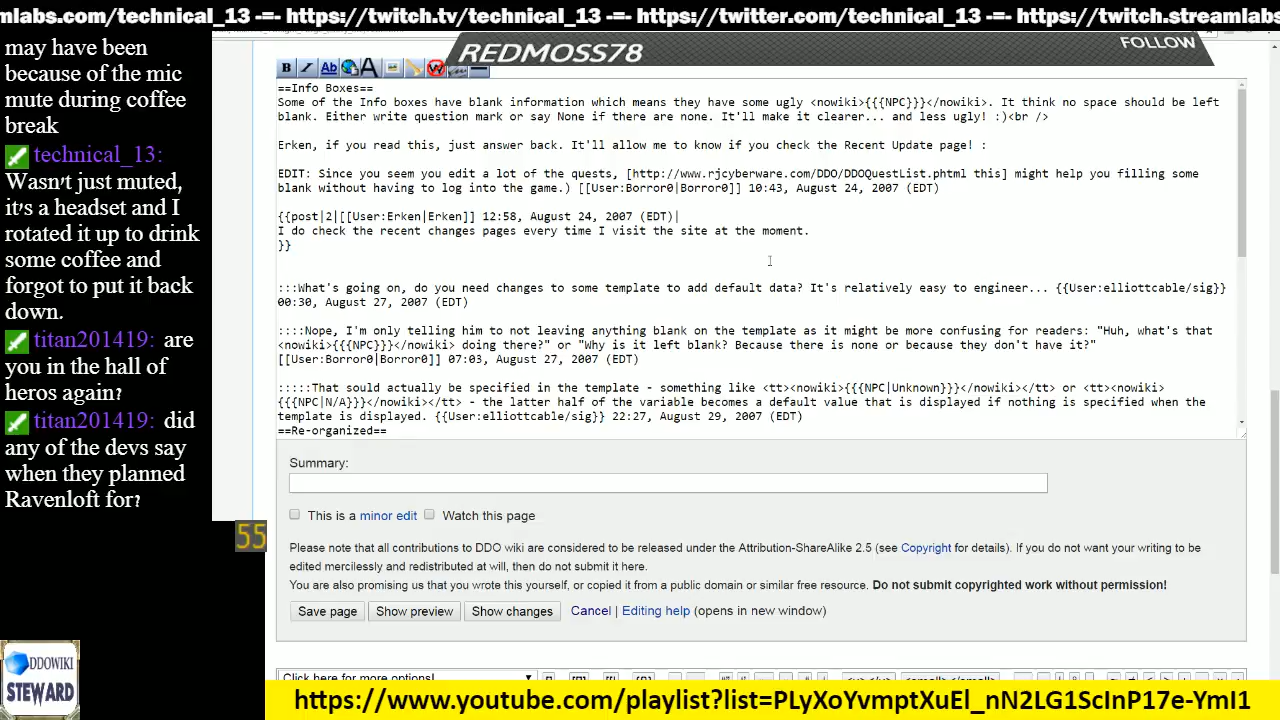 mlabs.com/technical_13 -=- https://twitch.tv/technical_13 -=- https://twitter.com/technical_13 -=- https://twitch.streamlabs
REDMOSS78
FOLLOW
may have been
because of the mic
mute during coffee
break
technical_13:
Wasn't just muted,
it's a headset and I
rotated it up to drink
some coffee and
forgot to put it back
down.
titan201419: are
you in the hall of
heros again?
titan201419: did
any of the devs say
when they planned
Ravenloft for?
55
DDOWIKI
STEWARD
==Info Boxes==
Some of the Info boxes have blank information which means they have some ugly <nowiki>{{{NPC}}}</nowiki>. It think no space should be left
blank. Either write question mark or say None if there are none. It'll make it clearer... and less ugly! :)<br />
Erken, if you read this, just answer back. It'll allow me to know if you check the Recent Update page! :
EDIT: Since you seem you edit a lot of the quests, [http://www.rjcyberware.com/DDO/DDOQuestList.phtml this] might help you filling some
blank without having to log into the game.) [[User:Borror0|Borror0]] 10:43, August 24, 2007 (EDT)
{{post|2|[[User:Erken|Erken]] 12:58, August 24, 2007 (EDT)|
I do check the recent changes pages every time I visit the site at the moment.
}}
:::What's going on, do you need changes to some template to add default data? It's relatively easy to engineer... {{User:elliottcable/sig}}
00:30, August 27, 2007 (EDT)
::::Nope, I'm only telling him to not leaving anything blank on the template as it might be more confusing for readers: "Huh, what's that
<nowiki>{{{NPC}}}</nowiki> doing there?" or "Why is it left blank? Because there is none or because they don't have it?"
[[User:Borror0|Borror0]] 07:03, August 27, 2007 (EDT)
:::::That sould actually be specified in the template - something like <tt><nowiki>{{{NPC|Unknown}}}</nowiki></tt> or <tt><nowiki>
{{{NPC|N/A}}}</nowiki></tt> - the latter half of the variable becomes a default value that is displayed if nothing is specified when the
template is displayed. {{User:elliottcable/sig}} 22:27, August 29, 2007 (EDT)
==Re-organized==
Summary:
This is a minor edit Watch this page
Please note that all contributions to DDO wiki are considered to be released under the Attribution-ShareAlike 2.5 (see Copyright for details). If you do not want your writing to be
edited mercilessly and redistributed at will, then do not submit it here.
You are also promising us that you wrote this yourself, or copied it from a public domain or similar free resource. Do not submit copyrighted work without permission!
Save page Show preview Show changes Cancel | Editing help (opens in new window)
Click here for more options!
https://www.youtube.com/playlist?list=PLyXoYvmptXuEl_nN2LG1ScInP17e-YmI1